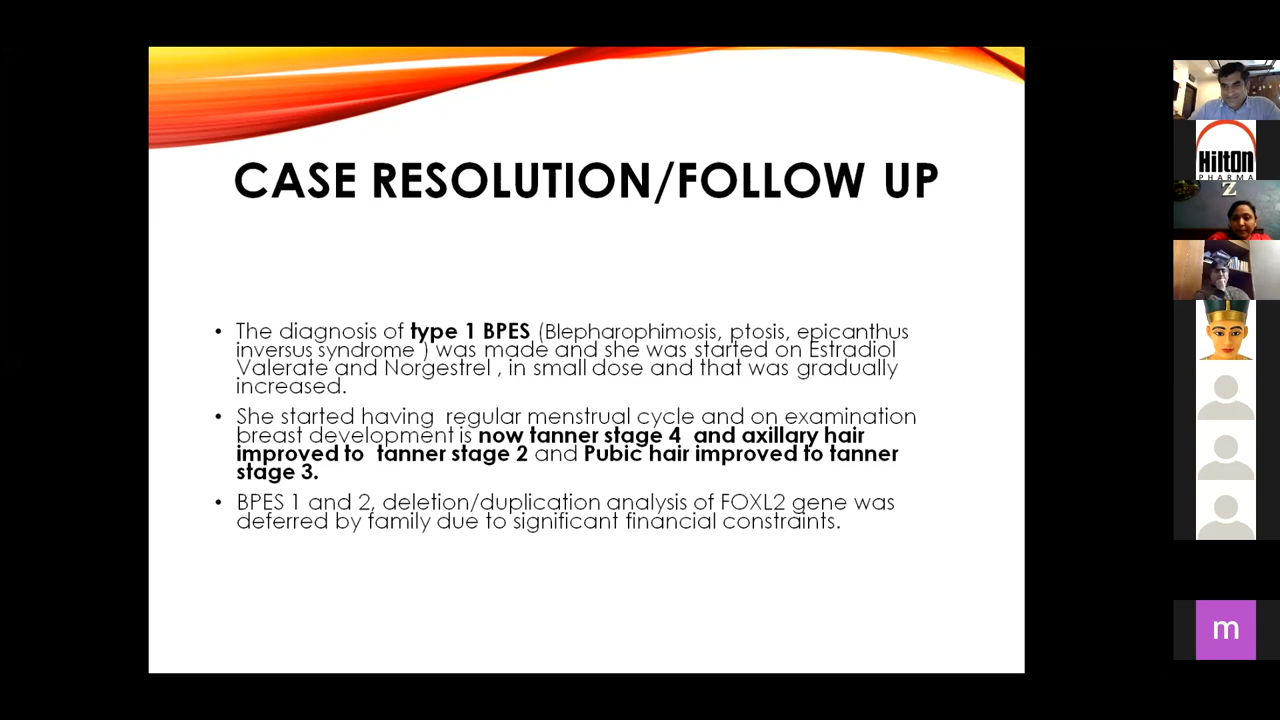 CASE RESOLUTION/FOLLOW UP
• The diagnosis of type 1 BPES (Blepharophimosis, ptosis, epicanthus
inversus syndrome ) was made and she was started on Estradiol
Valerate and Norgestrel , in small dose and that was gradually
increased.
• She started having regular menstrual cycle and on examination
breast development is now tanner stage 4 and axillary hair
improved to tanner stage 2 and Pubic hair improved to tanner
stage 3.
• BPES 1 and 2, deletion/duplication analysis of FOXL2 gene was
deferred by family due to significant financial constraints.
HiltOn
PHARMA
Z
m